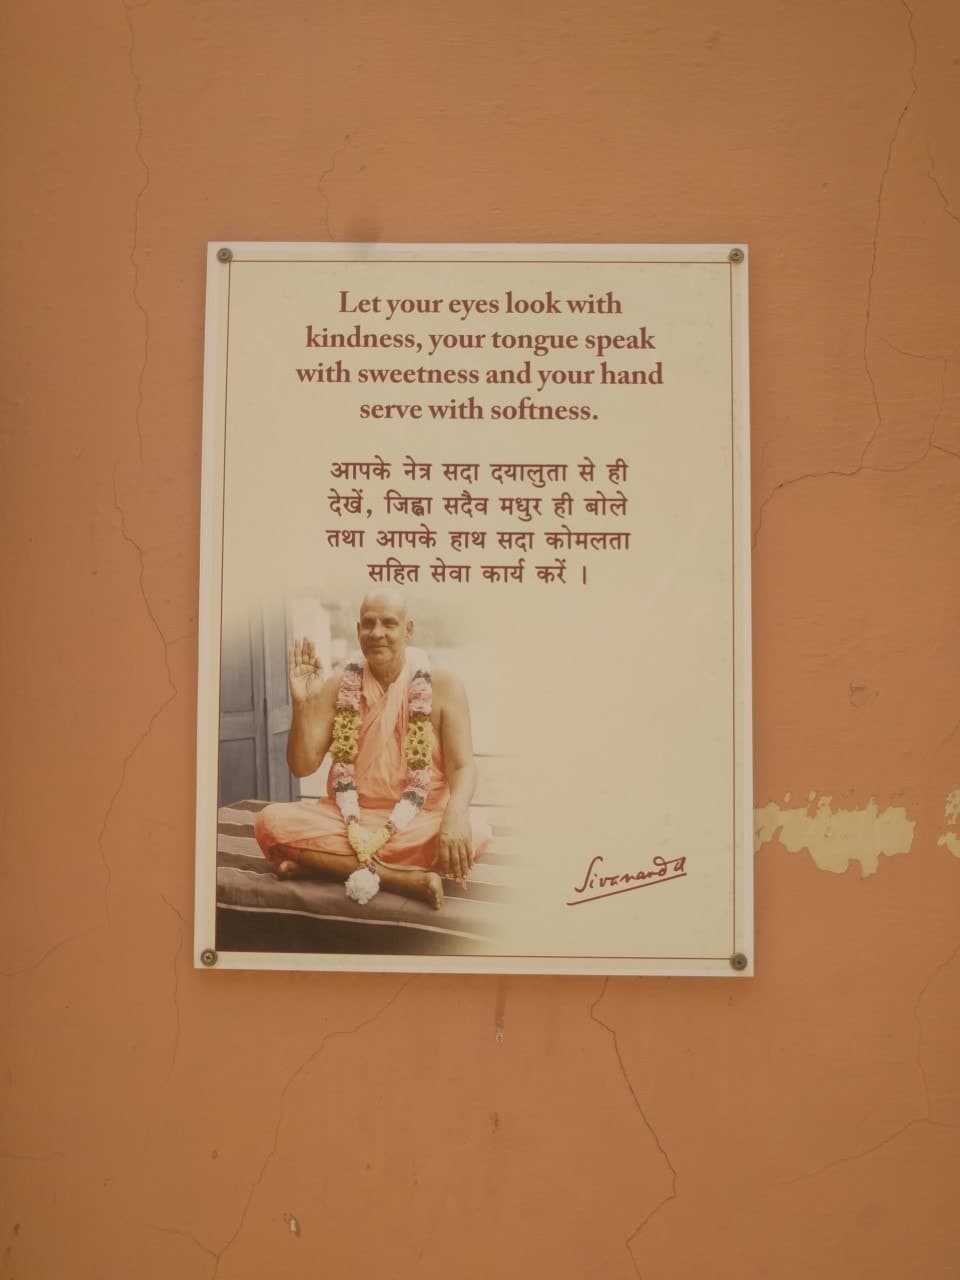 Let your eyes look with
kindness, your tongue speak
with sweetness and your hand
serve with softness.
आपके नेत्र सदा दयालुता से ही
देखें, जिह्वा सदैव मधुर ही बोले
तथा आपके हाथ सदा कोमलता
सहित सेवा कार्य करें ।
Sivananda